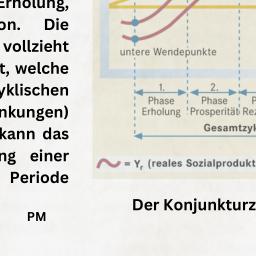 Erholung,
on. Die
vollzieht
t, welche
yklischen
nkungen)
kann das
ng einer
Periode
PM
untere Wendepunkte
1. 2.
Phase Phase P
Erholung Prosperität Rez
Gesamtzyk
= Yr (reales Sozialprodukt
Der Konjunkturz